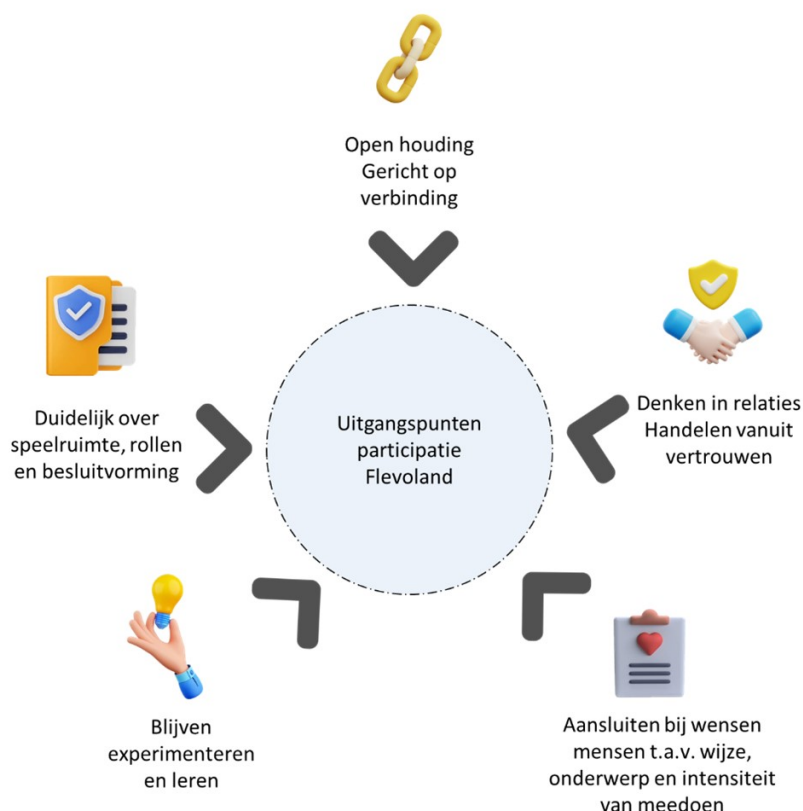 Open houding
Gericht op
verbinding
Duidelijk over
speelruimte, rollen
en besluitvorming
Uitgangspunten
participatie
Flevoland
Denken in relaties
Handelen vanuit
vertrouwen
Blijven
experimenteren
en leren
Aansluiten bij wensen
mensen t.a.v. wijze,
onderwerp en intensiteit
van meedoen